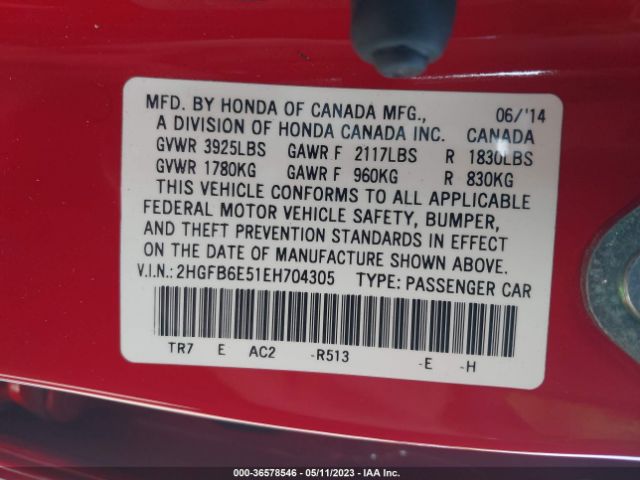 MFD. BY HONDA OF CANADA MFG., 06/'14
A DIVISION OF HONDA CANADA INC. CANADA
GVWR 3925LBS GAWR F 2117LBS R 1830LBS
GVWR 1780KG GAWR F 960KG R 830KG
THIS VEHICLE CONFORMS TO ALL APPLICABLE
FEDERAL MOTOR VEHICLE SAFETY, BUMPER,
AND THEFT PREVENTION STANDARDS IN EFFECT
ON THE DATE OF MANUFACTURE SHOWN ABOVE.
V.I.N.: 2HGFB6E51EH704305 TYPE: PASSENGER CAR
TR7 E AC2 -R513 -E -H
000-36578546 - 05/11/2023 - IAA Inc.